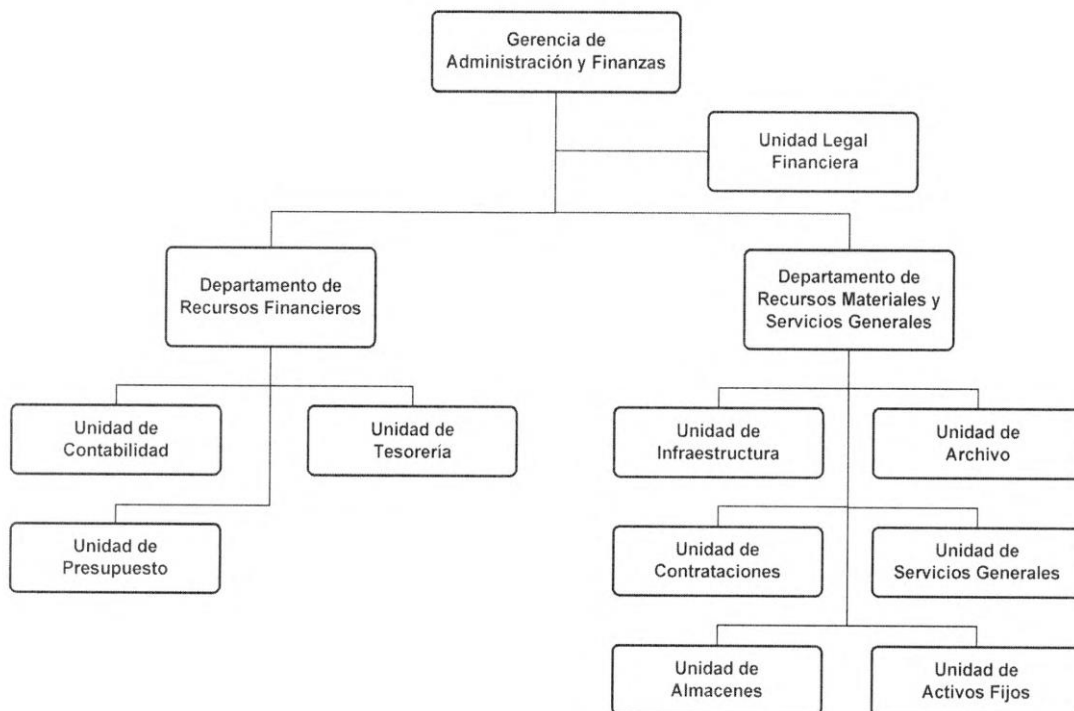 Gerencia de
Administración y Finanzas
Unidad Legal
Financiera
Departamento de
Recursos Financieros
Departamento de
Recursos Materiales y
Servicios Generales
Unidad de
Contabilidad
Unidad de
Tesorería
Unidad de
Infraestructura
Unidad de
Archivo
Unidad de
Presupuesto
Unidad de
Contrataciones
Unidad de
Servicios Generales
Unidad de
Almacenes
Unidad de
Activos Fijos